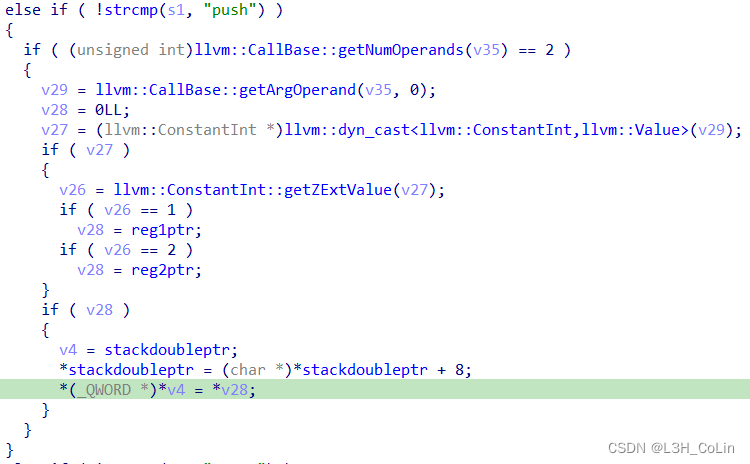 else if ( !strcmp(s1, "push") )
{
if ( (unsigned int)llvm::CallBase::getNumOperands(v35) == 2 )
{
v29 = llvm::CallBase::getArgOperand(v35, 0);
v28 = 0LL;
v27 = (llvm::ConstantInt *)llvm::dyn_cast<llvm::ConstantInt,llvm::Value>(v29);
if ( v27 )
{
v26 = llvm::ConstantInt::getZExtValue(v27);
if ( v26 == 1 )
v28 = reg1ptr;
if ( v26 == 2 )
v28 = reg2ptr;
}
if ( v28 )
{
v4 = stackdoubleptr;
*stackdoubleptr = (char *)*stackdoubleptr + 8;
*(_QWORD *)*v4 = *v28;
}
}
}
CSDN @L3H_CoLin